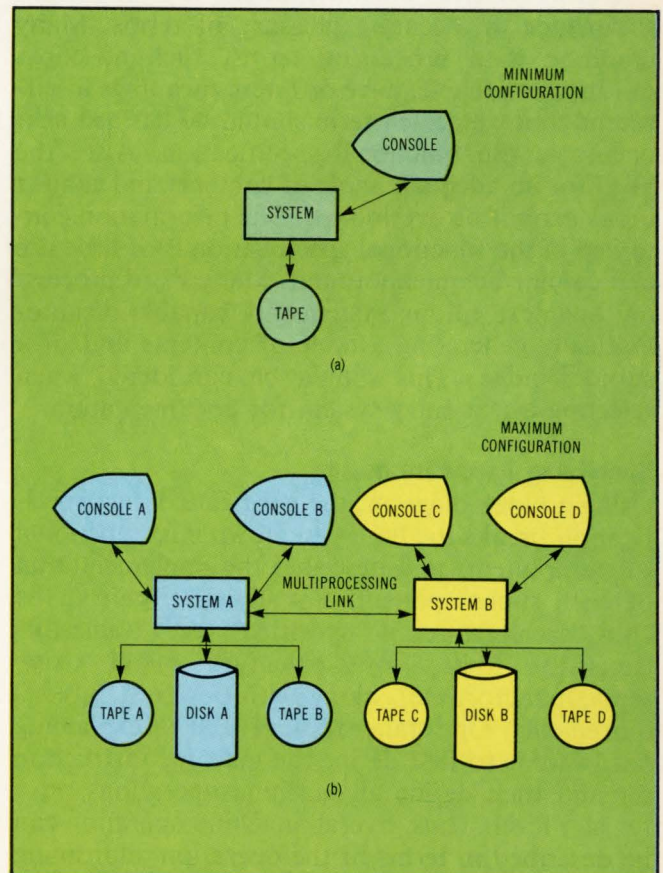 MINIMUM
CONFIGURATION
CONSOLE
SYSTEM
TAPE
(a)
MAXIMUM
CONFIGURATION
CONSOLE A
CONSOLE B
CONSOLE C
CONSOLE D
MULTIPROCESSING
LINK
SYSTEM A
SYSTEM B
TAPE A
DISK A
TAPE B
TAPE C
DISK B
TAPE D
(b)